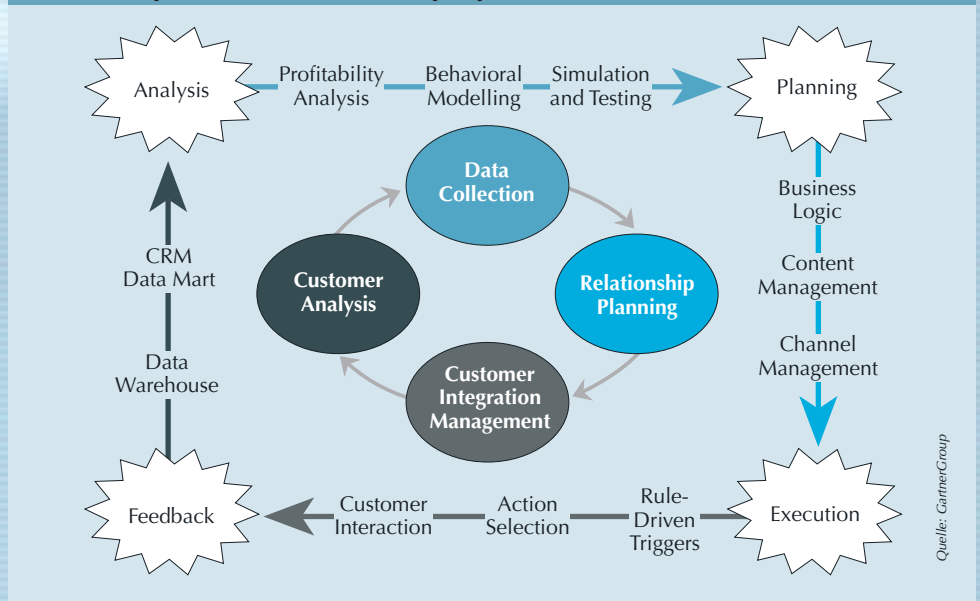 Analysis
Profitability
Analysis
Behavioral
Modelling
Simulation
and Testing
Planning
Business
Logic
Content
Management
Channel
Management
Execution
Rule-
Driven
Triggers
Action
Selection
Customer
Interaction
Feedback
Data
Warehouse
CRM
Data Mart
Data
Collection
Relationship
Planning
Customer
Integration
Management
Customer
Analysis
Quelle: GartnerGroup